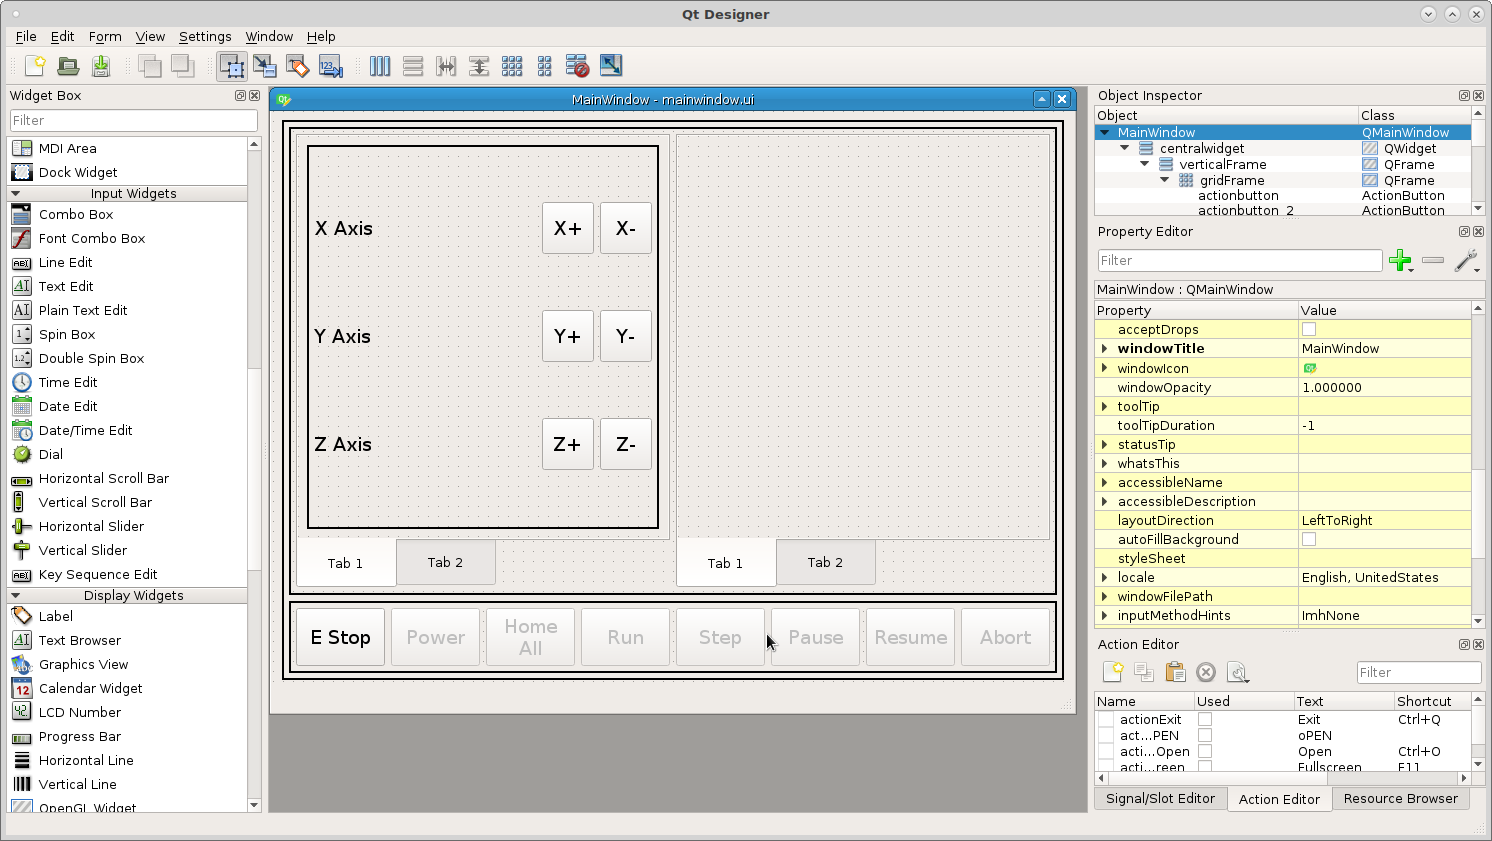 Qt Designer
File Edit Form View Settings Window Help
Widget Box
Filter
MDI Area
Dock Widget
Input Widgets
Combo Box
Font Combo Box
Line Edit
Text Edit
Plain Text Edit
Spin Box
Double Spin Box
Time Edit
Date Edit
Date/Time Edit
Dial
Horizontal Scroll Bar
Vertical Scroll Bar
Horizontal Slider
Vertical Slider
Key Sequence Edit
Display Widgets
Label
Text Browser
Graphics View
Calendar Widget
LCD Number
Progress Bar
Horizontal Line
Vertical Line
OpenGL Widget
MainWindow - mainwindow.ui
X Axis X+ X-
Y Axis Y+ Y-
Z Axis Z+ Z-
Tab 1 Tab 2 Tab 1 Tab 2
E Stop Power Home All Run Step Pause Resume Abort
Object Inspector
Object Class
MainWindow QMainWindow
centralwidget QWidget
verticalFrame QFrame
gridFrame QFrame
actionbutton ActionButton
actionbutton_2 ActionButton
Property Editor
Filter
MainWindow : QMainWindow
Property Value
acceptDrops
windowTitle MainWindow
windowIcon
windowOpacity 1.000000
toolTip
toolTipDuration -1
statusTip
whatsThis
accessibleName
accessibleDescription
layoutDirection LeftToRight
autoFillBackground
styleSheet
locale English, UnitedStates
windowFilePath
inputMethodHints ImhNone
Action Editor
Filter
Name Used Text Shortcut
actionExit Exit Ctrl+Q
act...PEN oPEN
acti...Open Open Ctrl+O
acti...reen Fullscreen F11
Signal/Slot Editor Action Editor Resource Browser